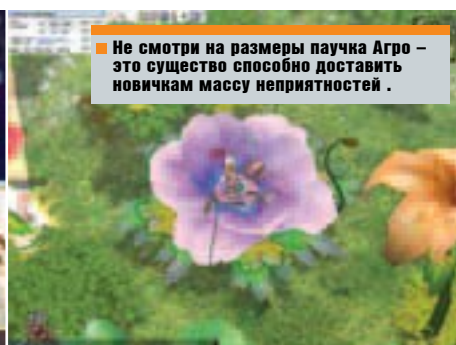 Не смотри на размеры паучка Агро –
это существо способно доставить
новичкам массу неприятностей .